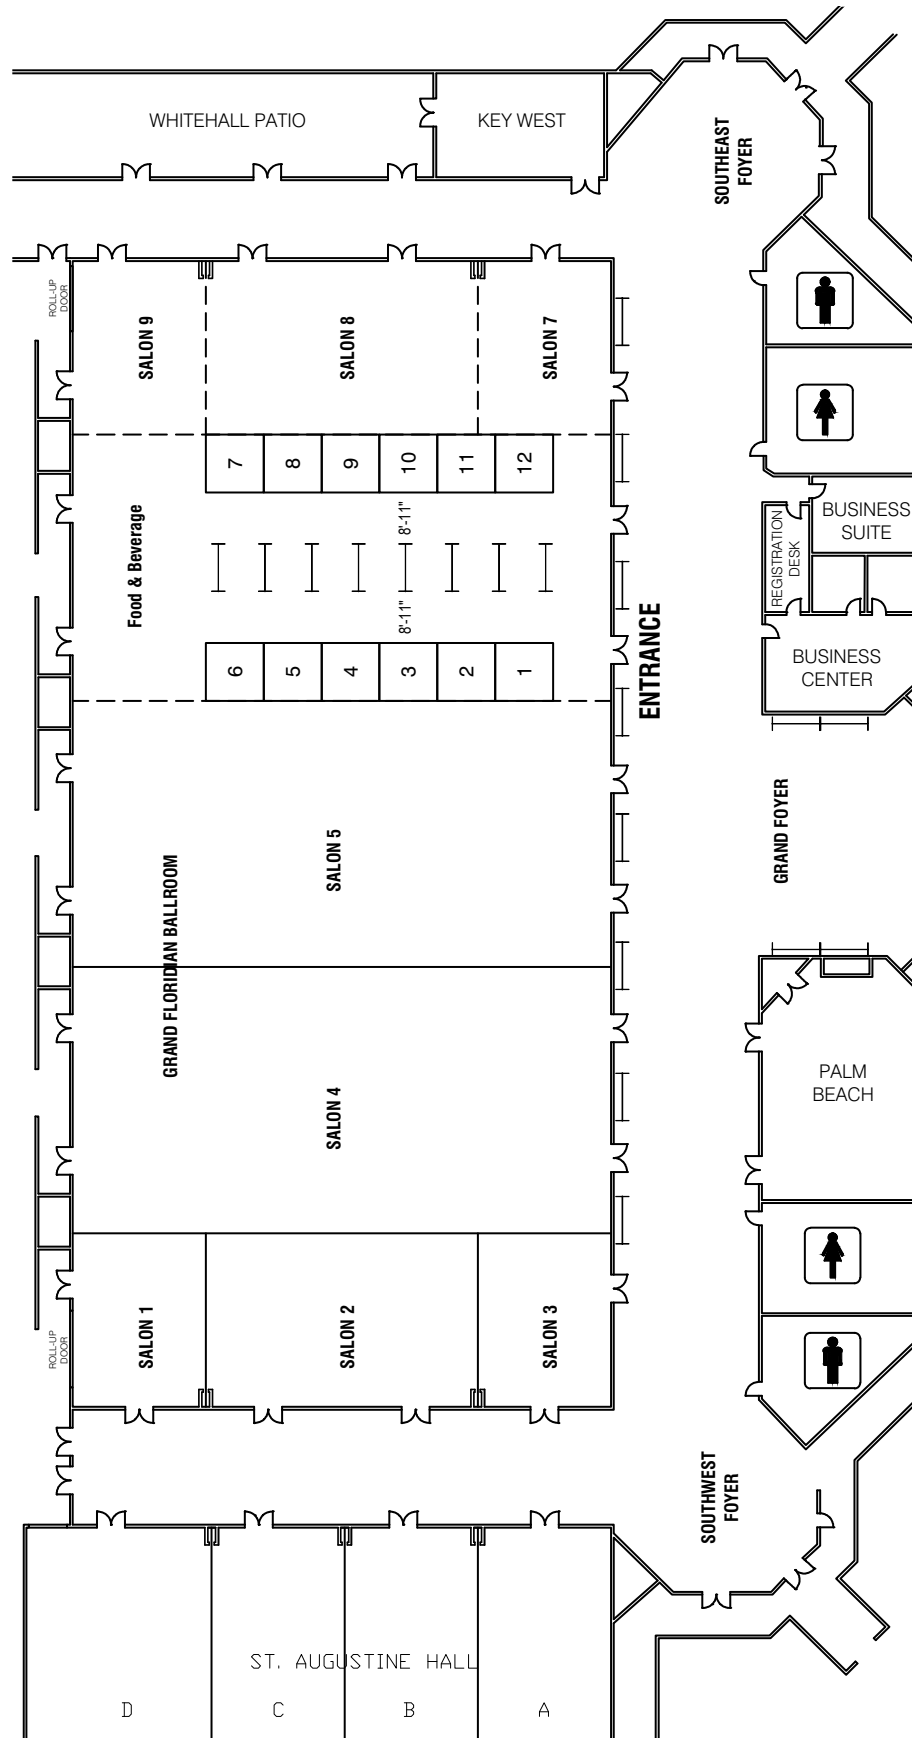 WHITEHALL PATIO
KEY WEST
SOUTHEAST
FOYER
ROLL-UP
DOOR
SALON 9
SALON 8
SALON 7
7
8
9
10
11
12
Food & Beverage
8'-11"
8'-11"
6
5
4
3
2
1
ENTRANCE
REGISTRATION
DESK
BUSINESS
SUITE
BUSINESS
CENTER
GRAND FOYER
SALON 5
GRAND FLORIDIAN BALLROOM
SALON 4
PALM
BEACH
ROLL-UP
DOOR
SALON 1
SALON 2
SALON 3
SOUTHWEST
FOYER
ST. AUGUSTINE HALL
D
C
B
A